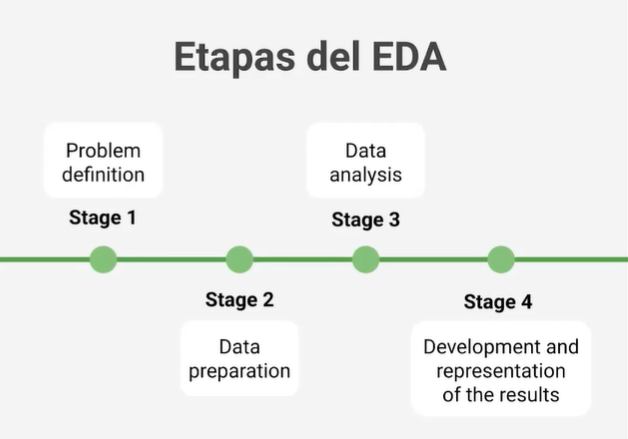 Etapas del EDA
Problem
definition
Stage 1
Stage 2
Data
preparation
Data
analysis
Stage 3
Stage 4
Development and
representation
of the results